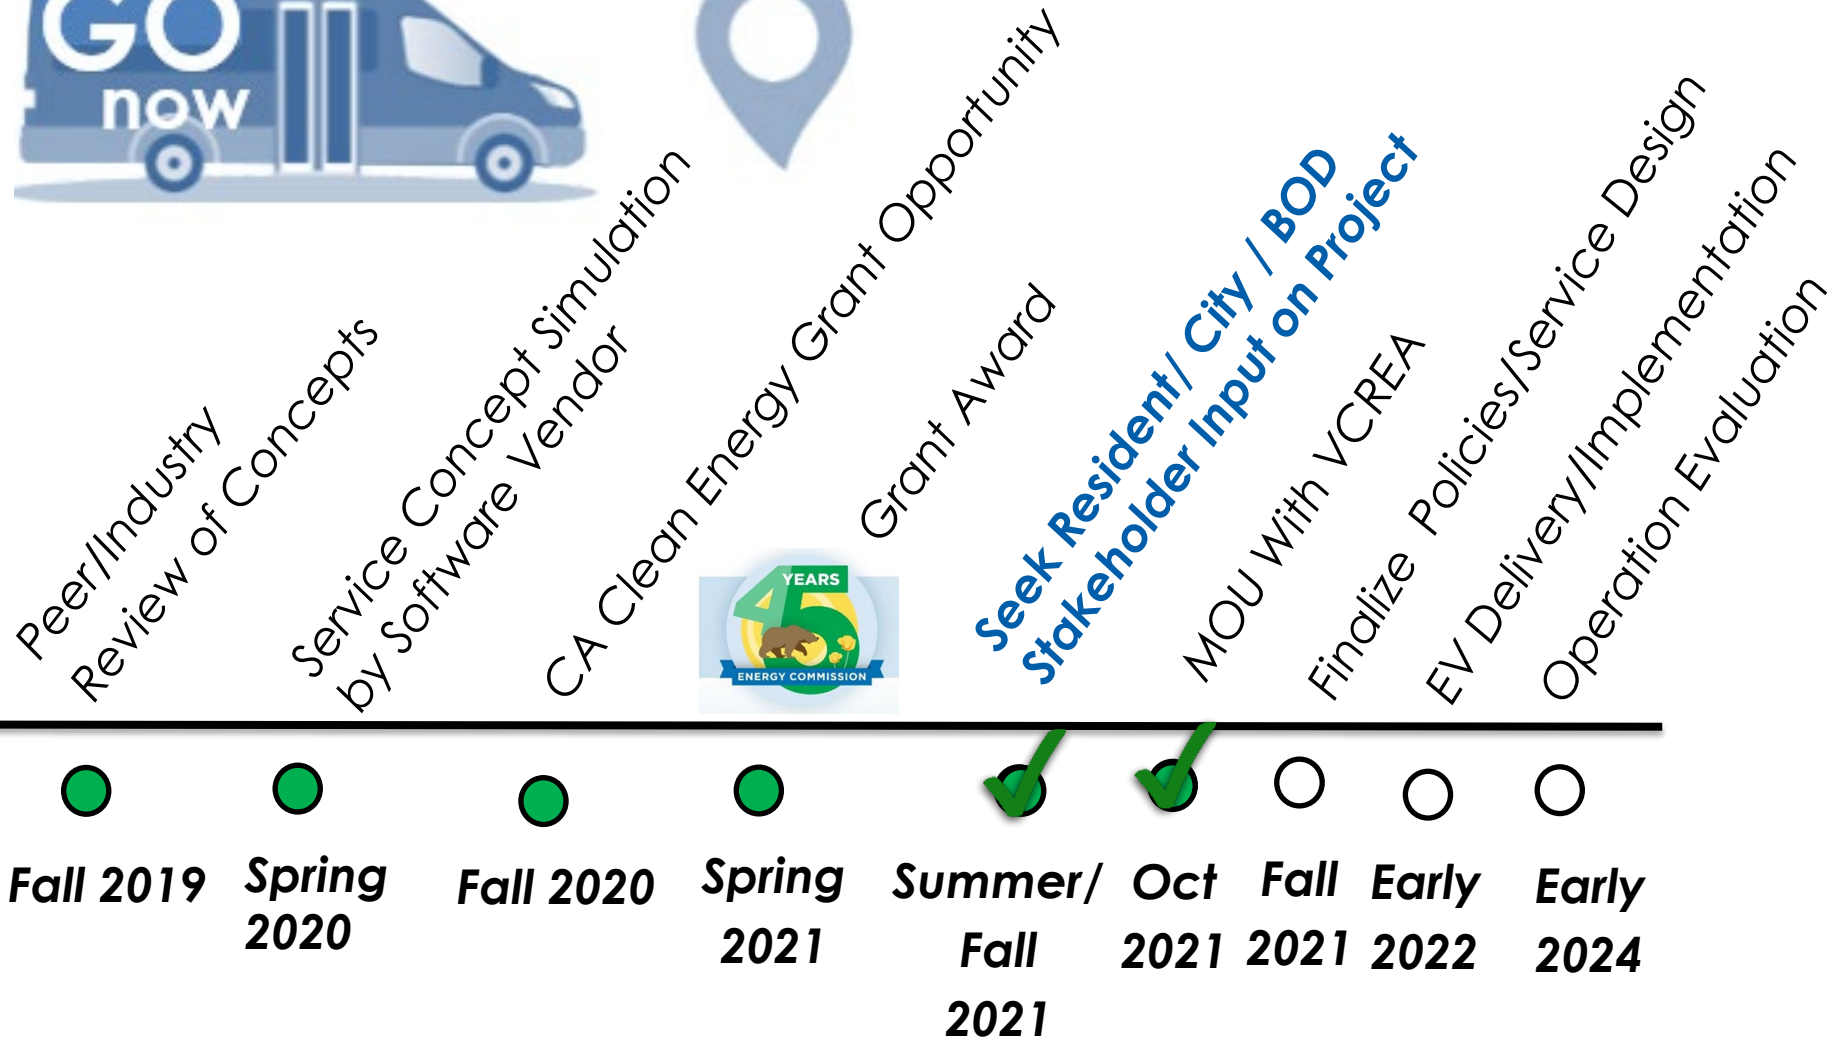 GO
now
Peer/Industry
Review of Concepts
Service Concept Simulation
by Software Vendor
CA Clean Energy Grant Opportunity
Grant Award
Seek Resident/ City / BOD
Stakeholder Input on Project
MOU With VCREA
Finalize Policies/Service Design
EV Delivery/Implementation
Operation Evaluation
45
YEARS
ENERGY COMMISSION
Fall 2019
Spring
2020
Fall 2020
Spring
2021
Summer/
Fall
2021
Oct
2021
Fall
2021
Early
2022
Early
2024